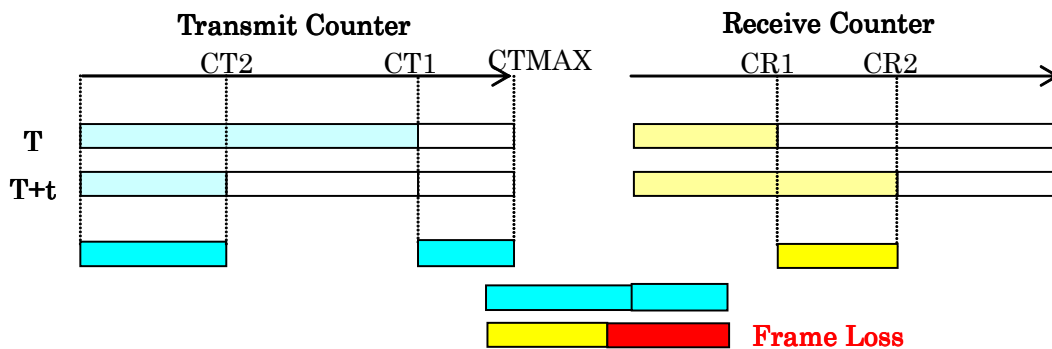 Transmit Counter
Receive Counter
CT2 CT1 CTMAX CR1 CR2
T
T+t
Frame Loss